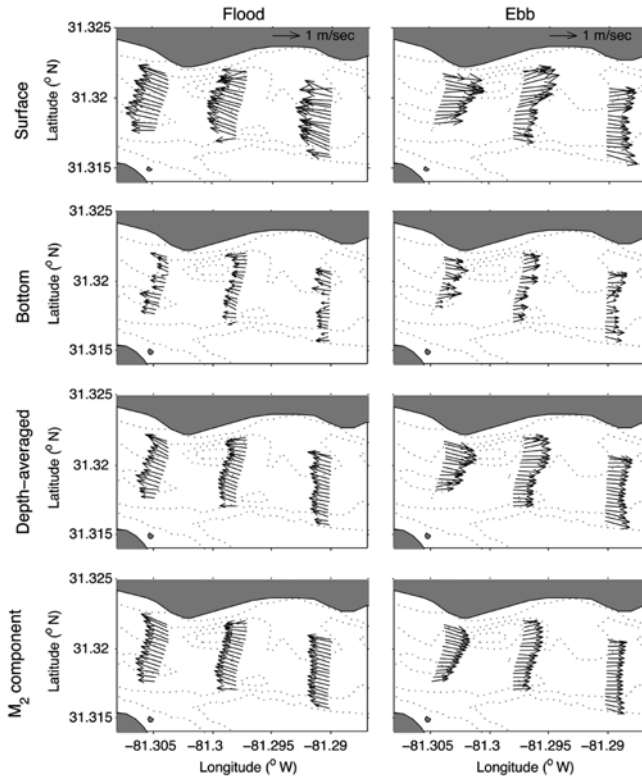 Flood Ebb
31.325 1 m/sec 1 m/sec
Surface
Latitude (° N)
31.32
31.315
31.325
Bottom
Latitude (° N)
31.32
31.315
31.325
Depth-averaged
Latitude (° N)
31.32
31.315
31.325
M2 component
Latitude (° N)
31.32
31.315
−81.305 −81.3 −81.295 −81.29 −81.305 −81.3 −81.295 −81.29
Longitude (° W) Longitude (° W)